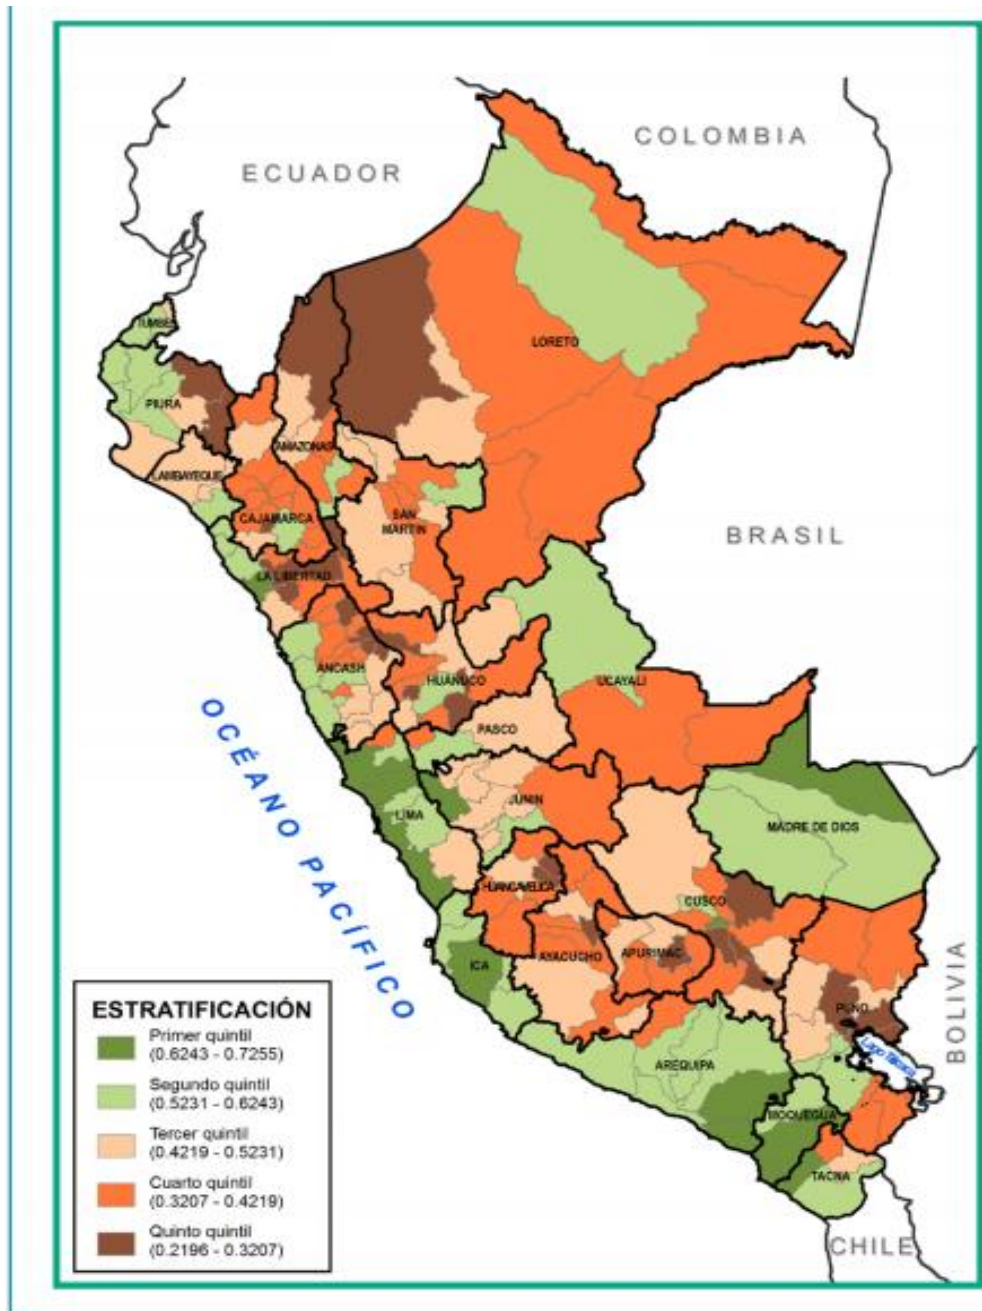 COLOMBIA
ECUADOR
LORETO
TUMBES
PIURA
AMAZONAS
LAMBAYEQUE
CAJAMARCA
SAN
MARTIN
BRASIL
LA LIBERTAD
ANCASH
HUÁNUCO
UCAYALI
PASCO
OCÉANO PACÍFICO
LIMA
JUNIN
MADRE DE DIOS
HUANCAVELICA
CUSCO
AYACUCHO
APURIMAC
ICA
PUNO
BOLIVIA
Lago Titicaca
AREQUIPA
MOQUEGUA
TACNA
CHILE
ESTRATIFICACIÓN
Primer quintil
(0.6243 - 0.7255)
Segundo quintil
(0.5231 - 0.6243)
Tercer quintil
(0.4219 - 0.5231)
Cuarto quintil
(0.3207 - 0.4219)
Quinto quintil
(0.2196 - 0.3207)